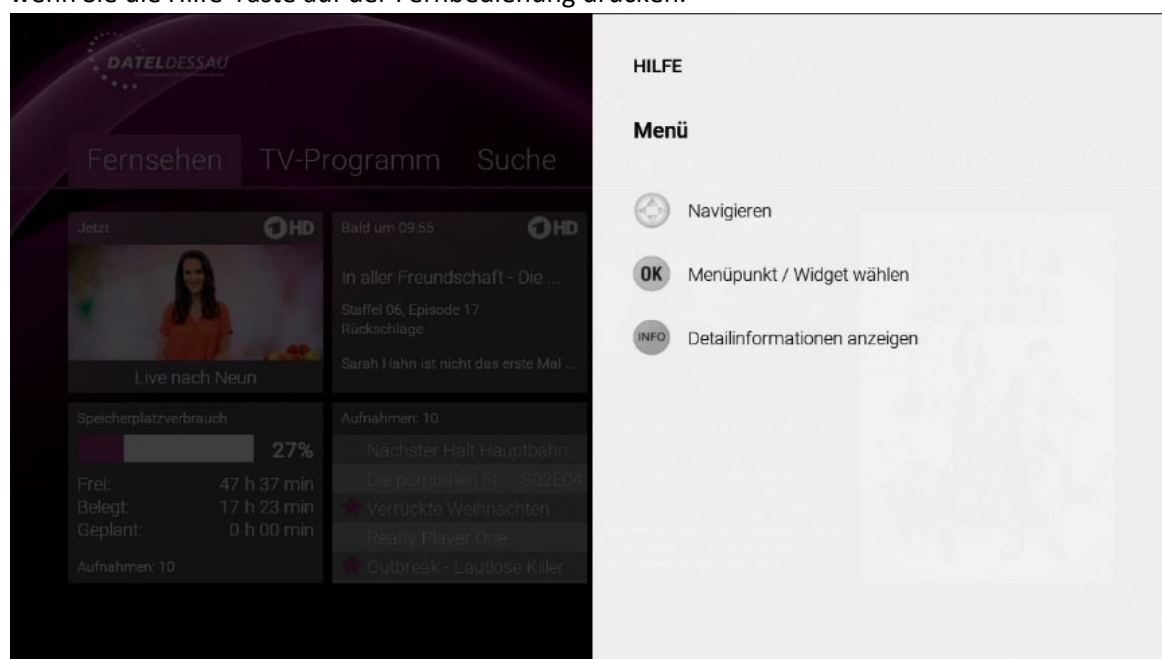 wenn Sie die Hilfe-Taste auf der Fernbedienung drücken.
DATELDESSAU
Fernsehen TV-Programm Suche
Jetzt
HD
Live nach Neun
Bald um 09:55
HD
In aller Freundschaft - Die ...
Staffel 06, Episode 17
Rückschläge
Sarah Hahn ist nicht das erste Mal ...
Speicherplatzverbrauch
27%
Frei: 47 h 37 min
Belegt: 17 h 23 min
Geplant: 0 h 00 min
Aufnahmen: 10
Aufnahmen: 10
Nächster Halt Hauptbahn
Die purpurnen Fl... S02E04
Verrückte Weihnachten
Ready Player One
Outbreak - Lautlose Killer
HILFE
Menü
Navigieren
OK Menüpunkt / Widget wählen
INFO Detailinformationen anzeigen